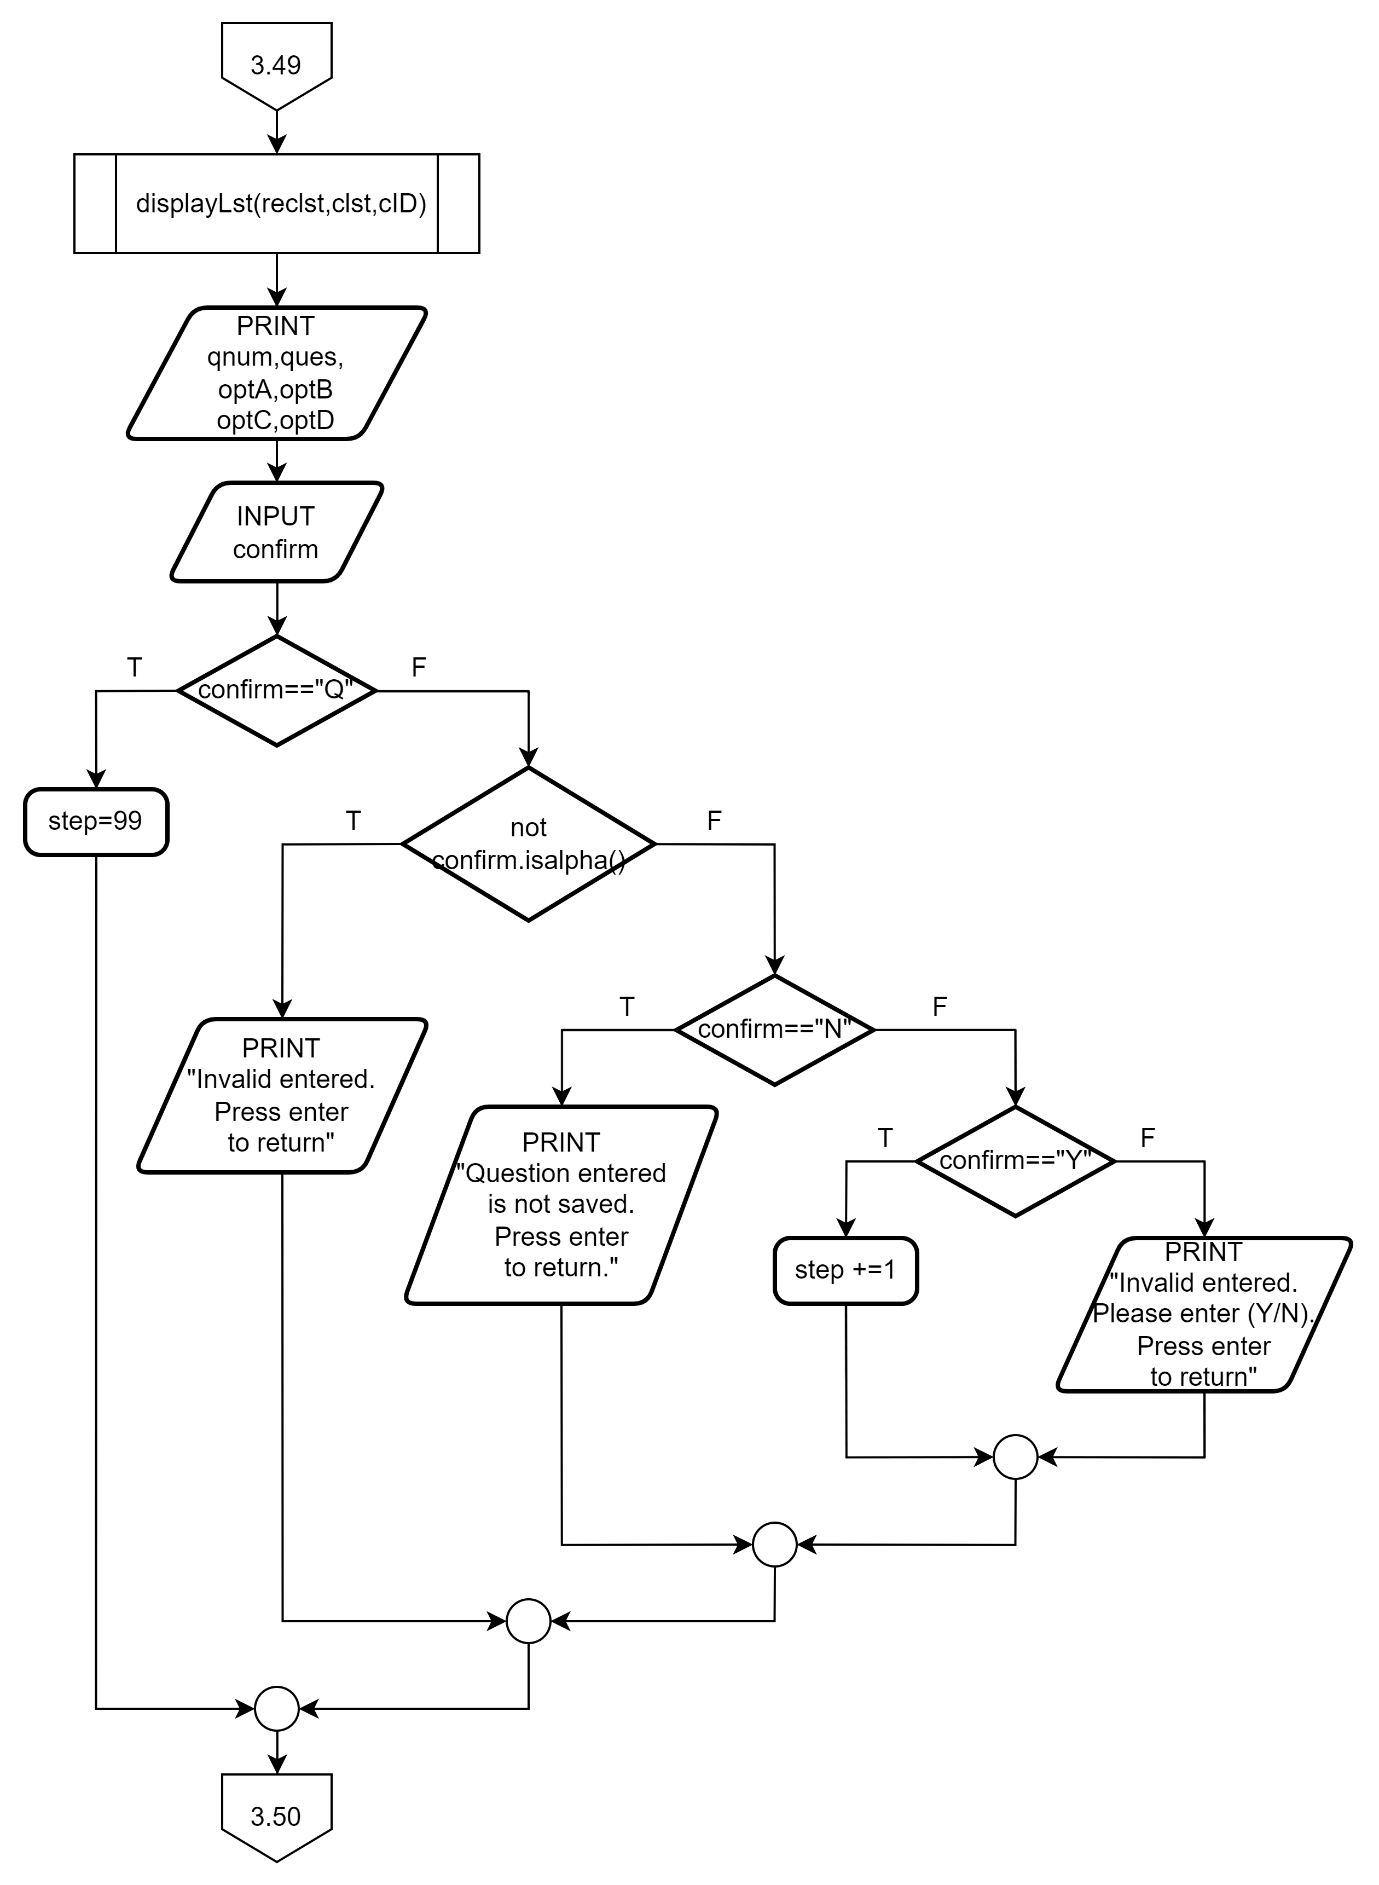 3.49
displayLst(reclst,clst,cID)
PRINT
qnum,ques,
optA,optB
optC,optD
INPUT
confirm
T
F
confirm=="Q"
step=99
T
F
not
confirm.isalpha()
T
F
confirm=="N"
PRINT
"Invalid entered.
Press enter
to return"
PRINT
"Question entered
is not saved.
Press enter
to return."
T
F
confirm=="Y"
step +=1
PRINT
"Invalid entered.
Please enter (Y/N).
Press enter
to return"
3.50